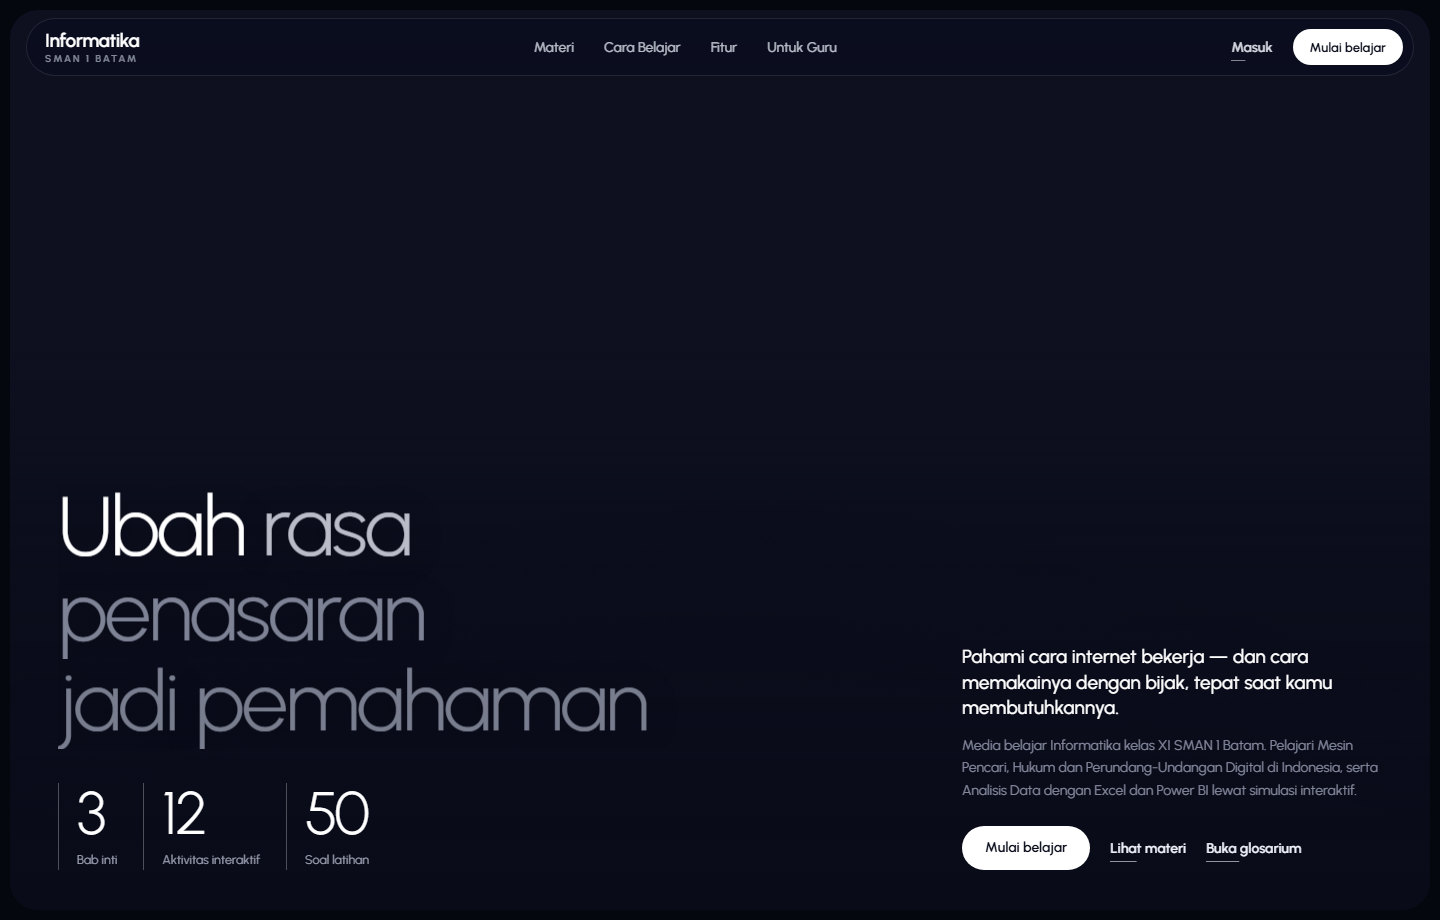 Informatika
SMAN 1 BATAM
Materi
Cara Belajar
Fitur
Untuk Guru
Masuk
Mulai belajar
Ubah rasa
penasaran
jadi pemahaman
3
Bab inti
12
Aktivitas interaktif
50
Soal latihan
Pahami cara internet bekerja — dan cara
memakainya dengan bijak, tepat saat kamu
membutuhkannya.
Media belajar Informatika kelas XI SMAN 1 Batam. Pelajari Mesin
Pencari, Hukum dan Perundang-Undangan Digital di Indonesia, serta
Analisis Data dengan Excel dan Power BI lewat simulasi interaktif.
Mulai belajar
Lihat materi
Buka glosarium